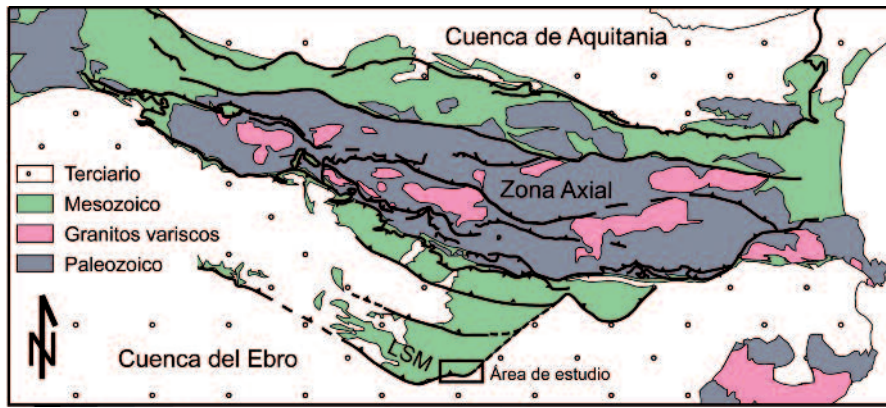 Cuenca de Aquitania
Zona Axial
Terciario
Mesozoico
Granitos variscos
Paleozoico
N
LSM
Cuenca del Ebro
Área de estudio